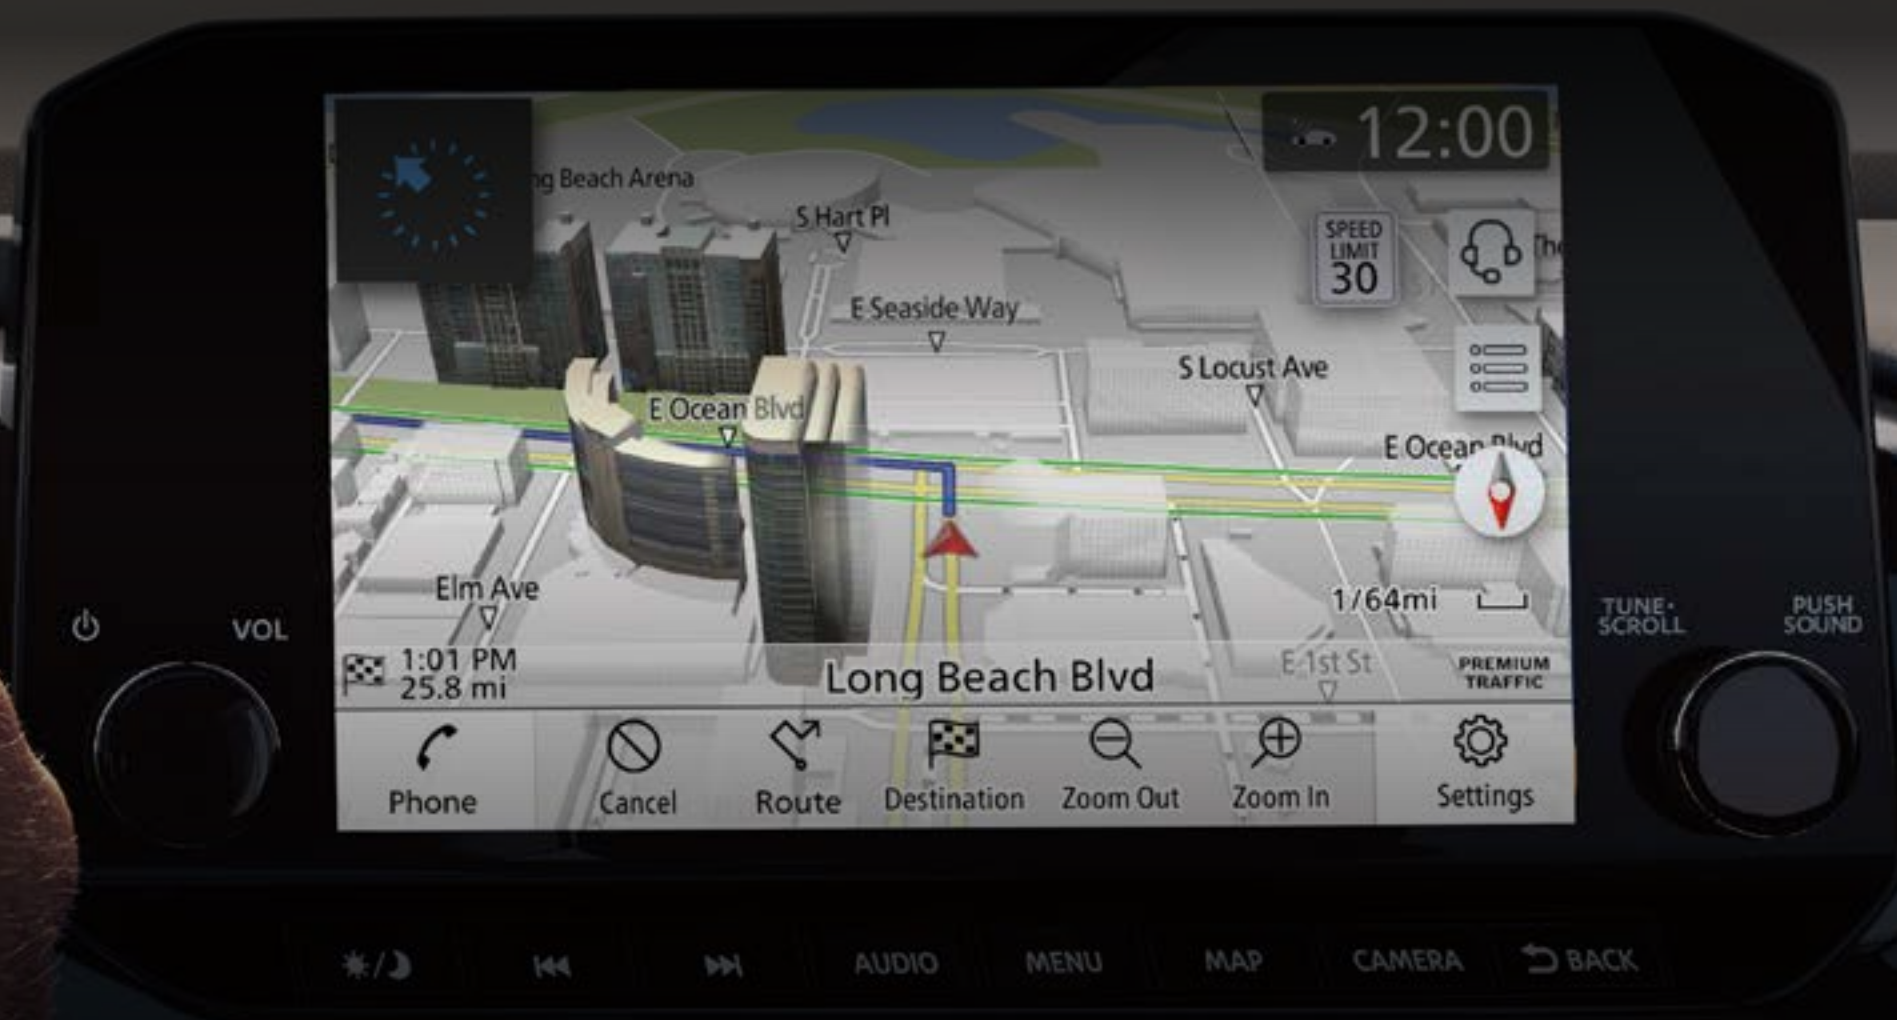 12:00
ng Beach Arena
S Hart Pl
SPEED
LIMIT
30
The
E Seaside Way
S Locust Ave
E Ocean Blvd
E Ocean Blvd
Elm Ave
1/64mi
TUNE·
SCROLL
PUSH
SOUND
VOL
1:01 PM
25.8 mi
Long Beach Blvd
E 1st St
PREMIUM
TRAFFIC
Phone
Cancel
Route
Destination
Zoom Out
Zoom In
Settings
AUDIO
MENU
MAP
CAMERA
BACK